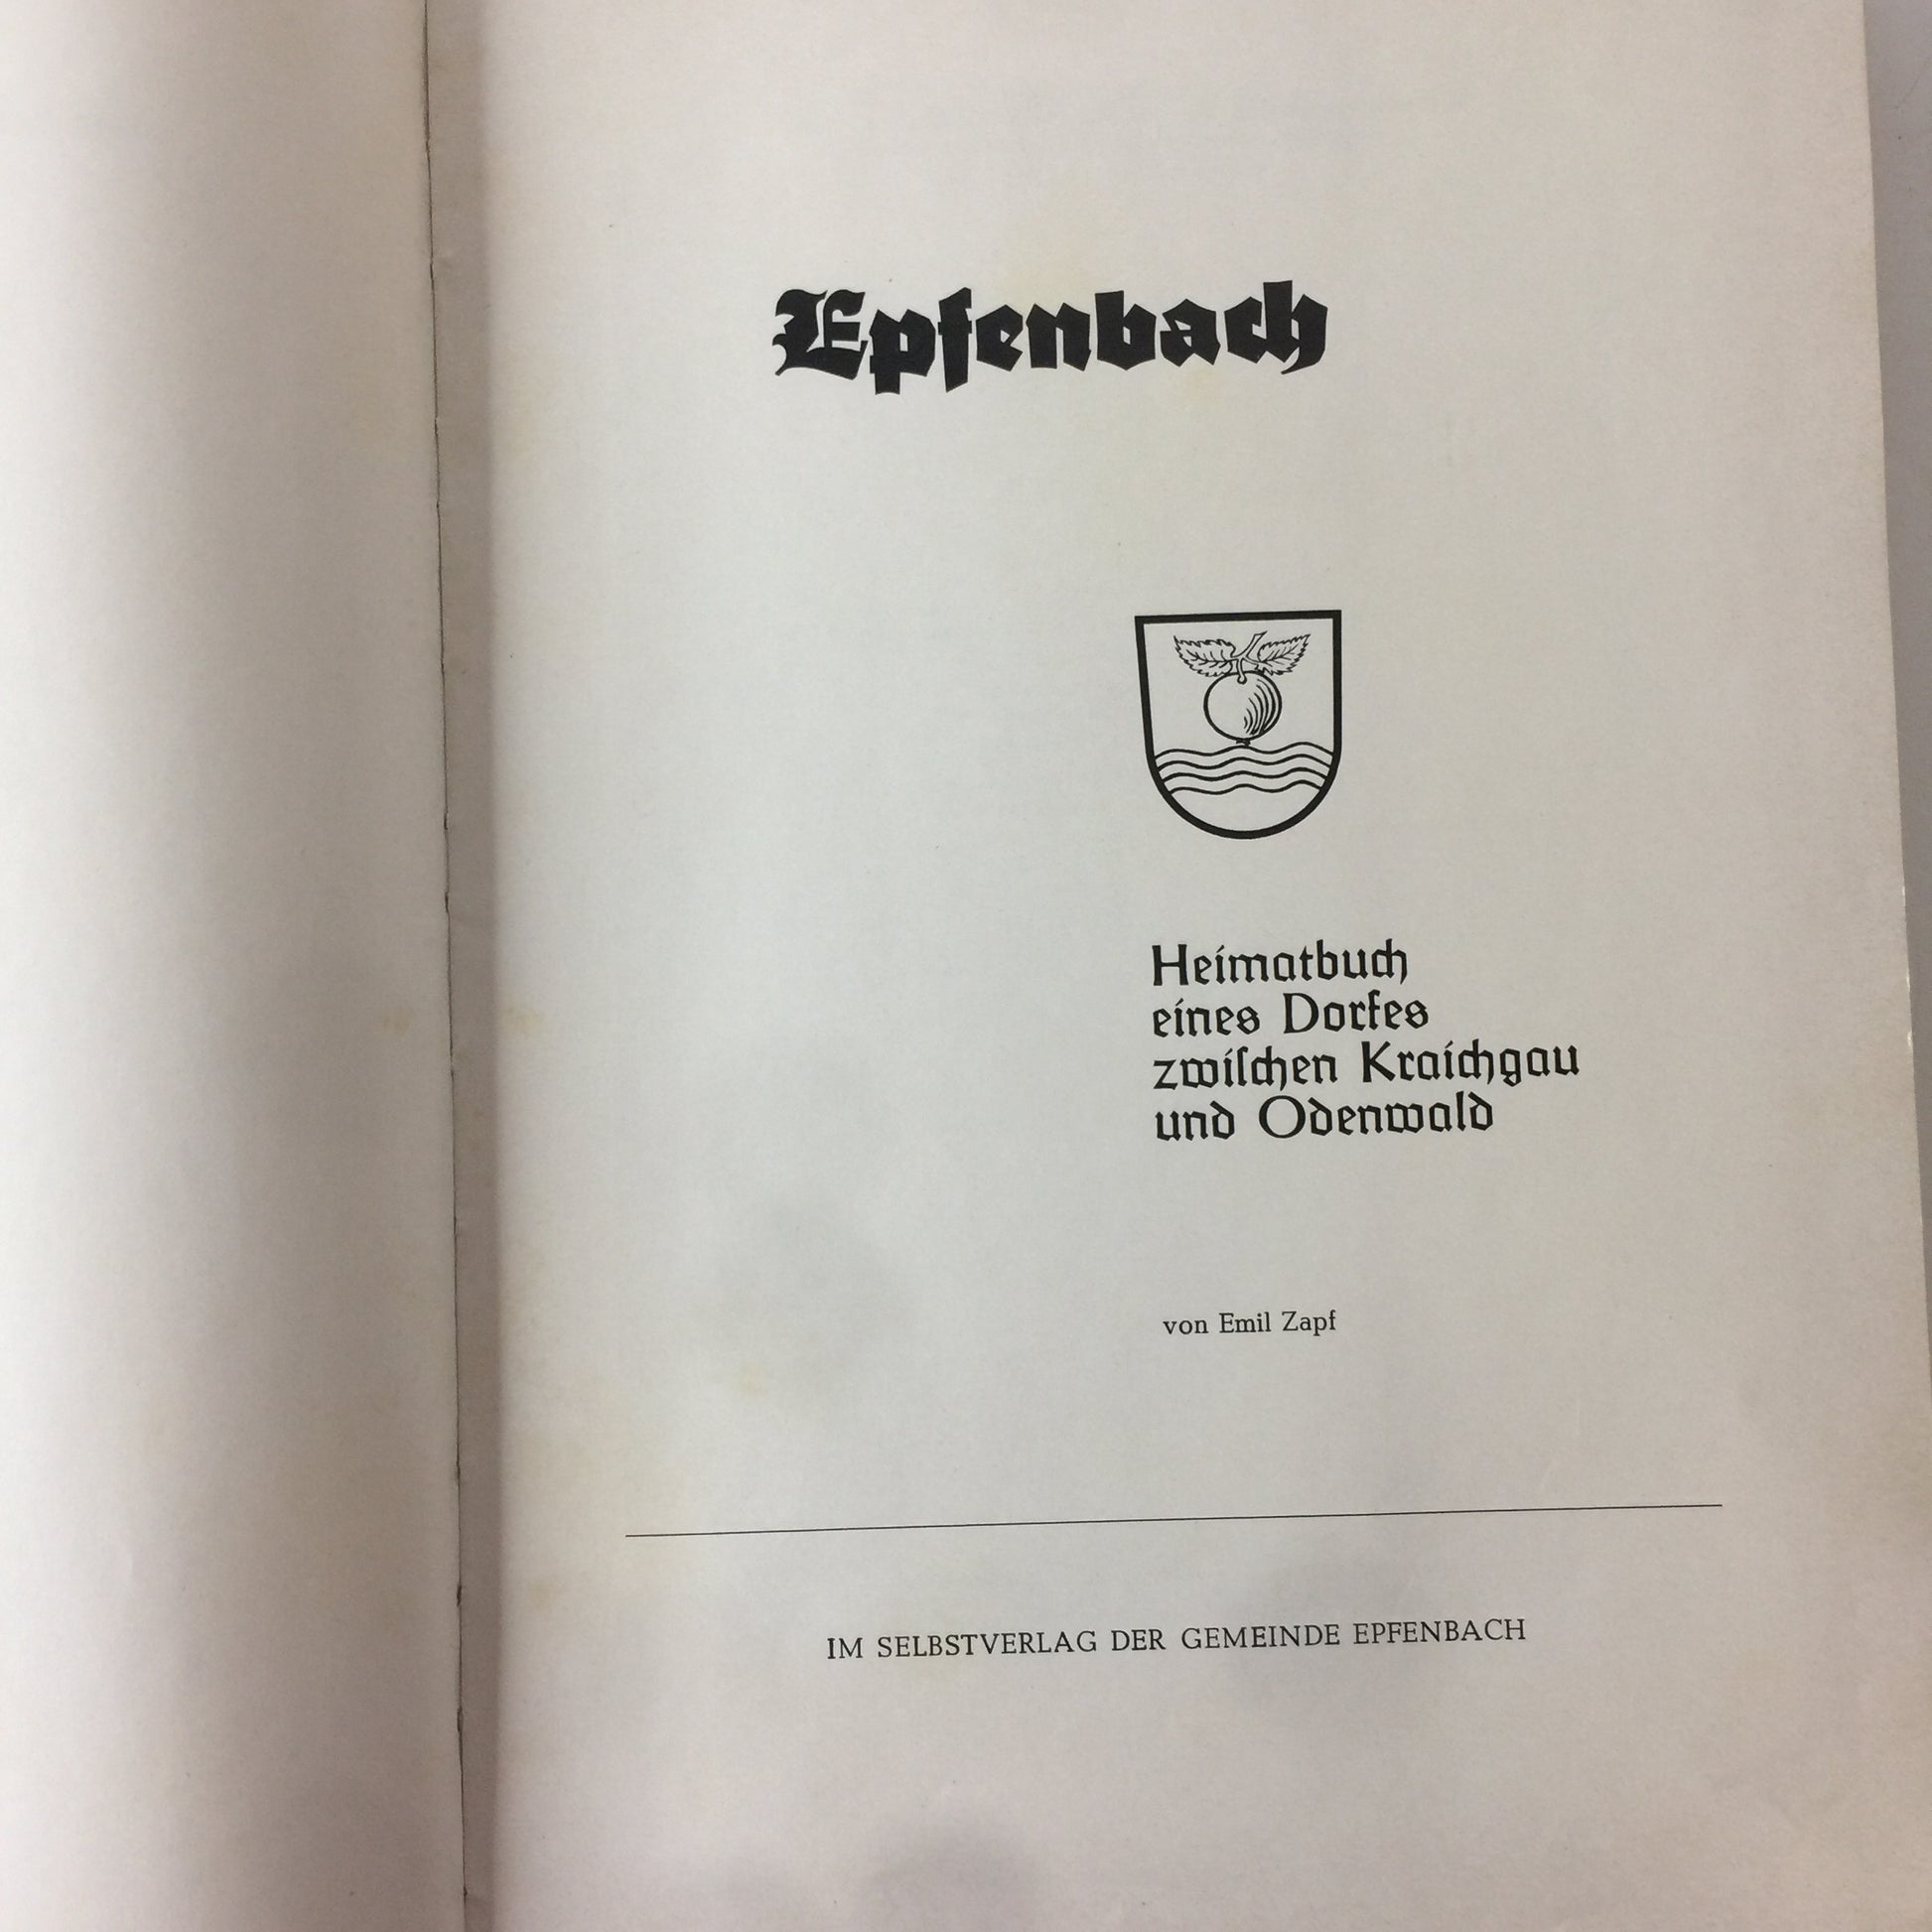 Epfenbach
Heimatbuch
eines Dorfes
zwiſchen Kraichgau
und Odenwald
von Emil Zapf
IM SELBSTVERLAG DER GEMEINDE EPFENBACH